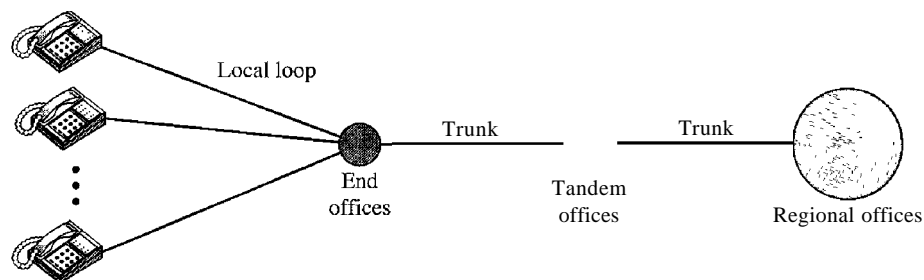 Local loop
Trunk
Trunk
End
offices
Tandem
offices
Regional offices